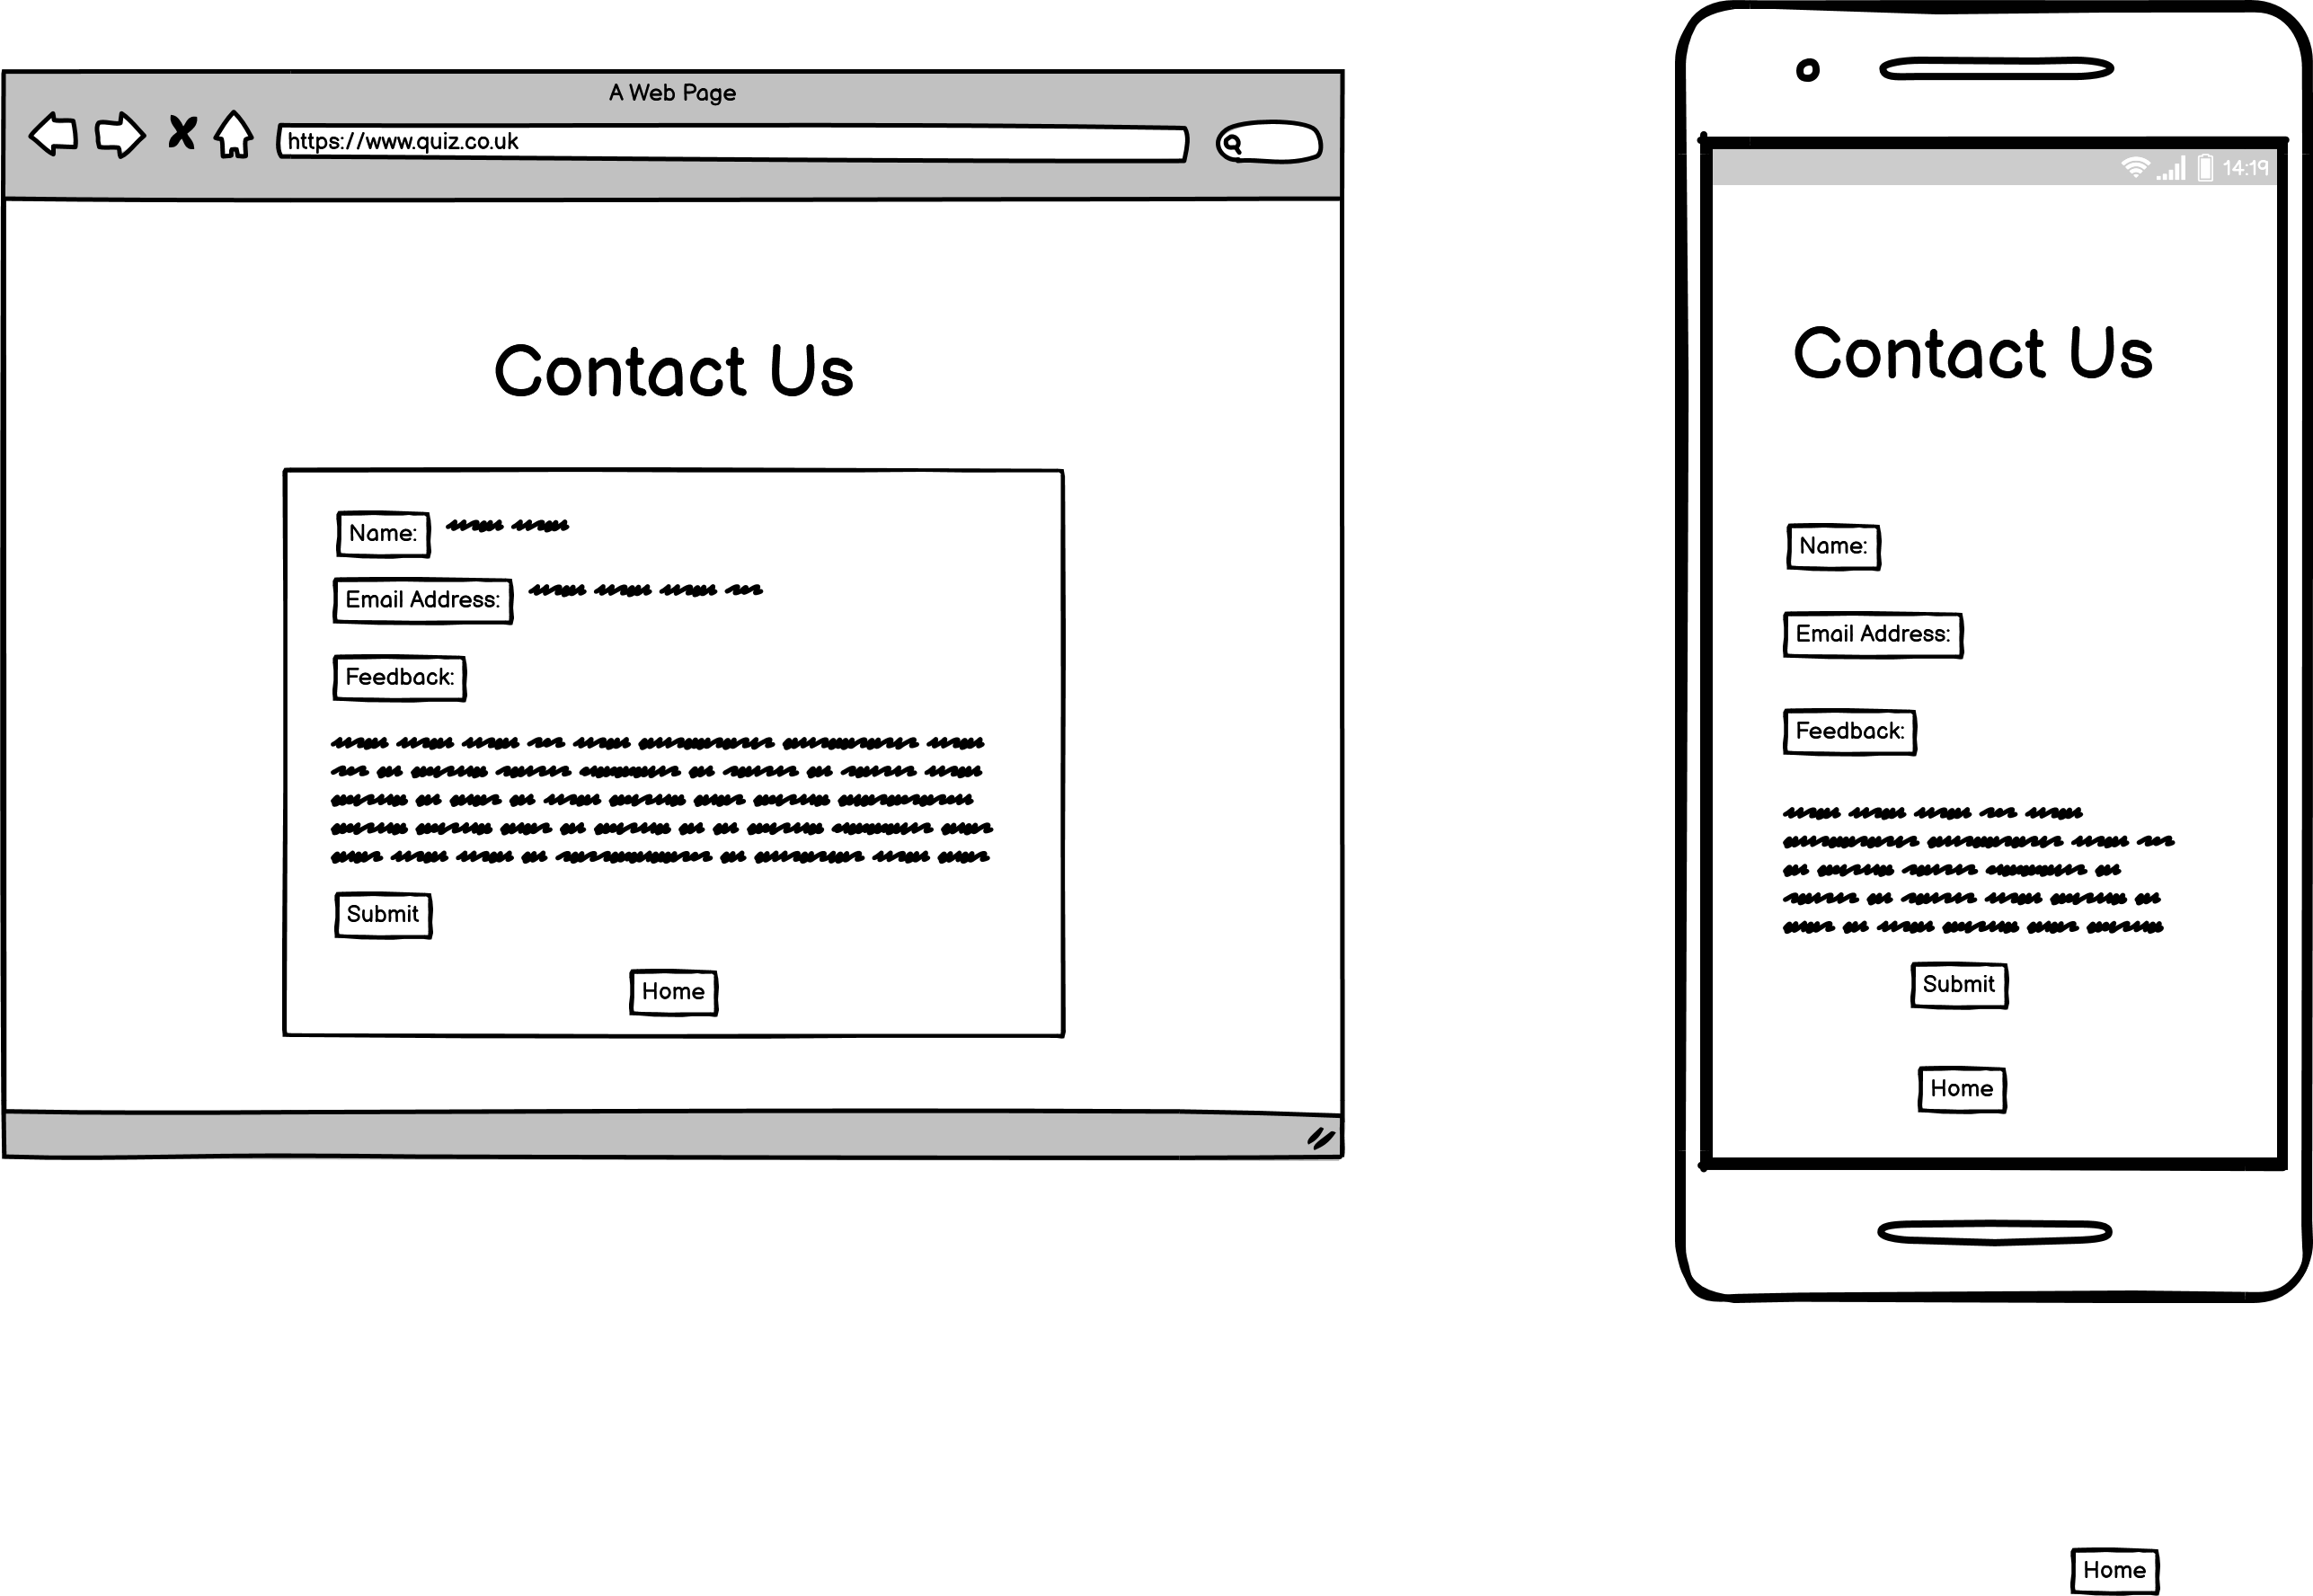 A Web Page
https://www.quiz.co.uk
Contact Us
Name:
Email Address:
Feedback:
Submit
Home
14:19
Contact Us
Name:
Email Address:
Feedback:
Submit
Home
Home